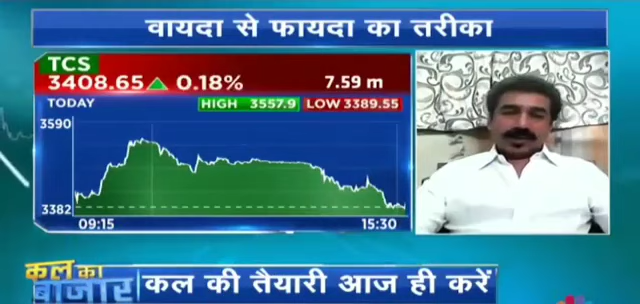 वायदा से फायदा का तरीका
TCS
3408.65 ▲ 0.18% 7.59 m
TODAY HIGH 3557.9 LOW 3389.55
3590
3382
09:15 15:30
कल का बाजार
कल की तैयारी आज ही करें